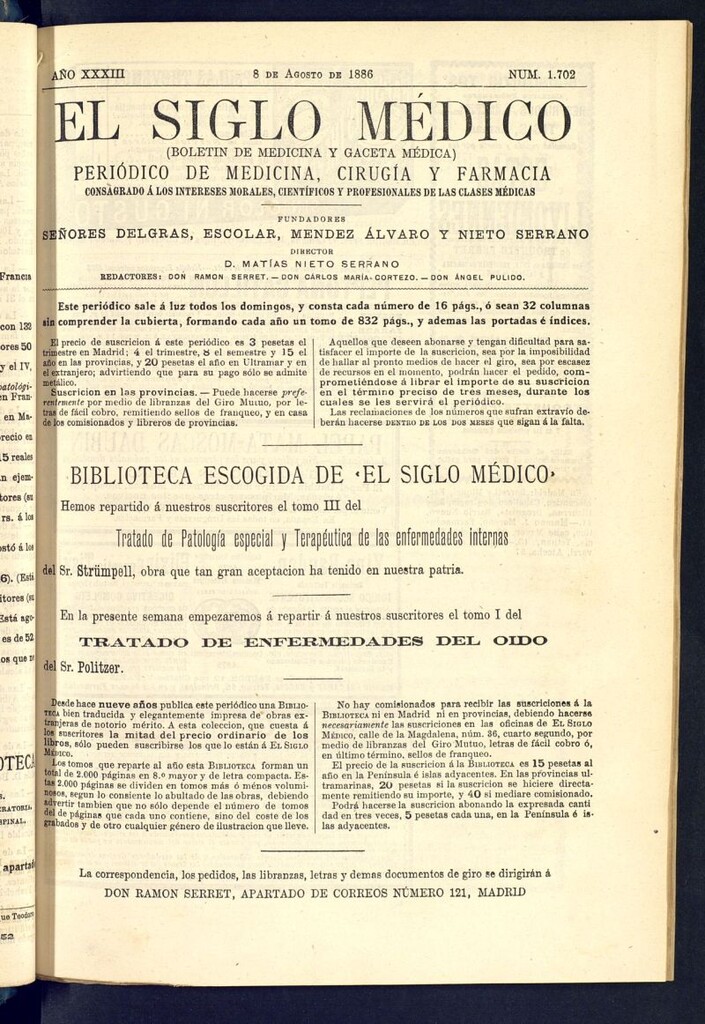 AÑO XXXIII
8 DE AGOSTO DE 1886
NUM. 1.702
EL SIGLO MÉDICO
(BOLETIN DE MEDICINA Y GACETA MÉDICA)
PERIÓDICO DE MEDICINA, CIRUGÍA Y FARMACIA
CONSAGRADO Á LOS INTERESES MORALES, CIENTÍFICOS Y PROFESIONALES DE LAS CLASES MÉDICAS
FUNDADORES
SEÑORES DELGRAS, ESCOLAR, MENDEZ ÁLVARO Y NIETO SERRANO
DIRECTOR
D. MATÍAS NIETO SERRANO
REDACTORES: DON RAMON SERRET. — DON CÁRLOS MARÍA CORTEZO. — DON ÁNGEL PULIDO.
Este periódico sale á luz todos los domingos, y consta cada número de 16 págs., ó sean 32 columnas
sin comprender la cubierta, formando cada año un tomo de 832 págs., y ademas las portadas é índices.
El precio de suscricion á este periódico es 3 pesetas el
trimestre en Madrid; 4 el trimestre, 8 el semestre y 15 el
año en las provincias, y 20 pesetas el año en Ultramar y en
el extranjero; advirtiendo que para su pago sólo se admite
metálico.
Suscricion en las provincias. — Puede hacerse prefe-
rentemente por medio de libranzas del Giro Mutuo, por le-
tras de fácil cobro, remitiendo sellos de franqueo, y en casa
de los comisionados y libreros de provincias.
Aquellos que deseen abonarse y tengan dificultad para sa-
tisfacer el importe de la suscricion, sea por la imposibilidad
de hallar al pronto medios de hacer el giro, sea por escasez
de recursos en el momento, podrán hacer el pedido, com-
prometiéndose á librar el importe de su suscricion
en el término preciso de tres meses, durante los
cuales se les servirá el periódico.
Las reclamaciones de los números que sufran extravío de-
berán hacerse DENTRO DE LOS DOS MESES que sigan á la falta.
BIBLIOTECA ESCOGIDA DE «EL SIGLO MÉDICO»
Hemos repartido á nuestros suscritores el tomo III del
Tratado de Patología especial y Terapéutica de las enfermedades internas
del Sr. Strümpell, obra que tan gran aceptacion ha tenido en nuestra patria.
En la presente semana empezaremos á repartir á nuestros suscritores el tomo I del
TRATADO DE ENFERMEDADES DEL OIDO
del Sr. Politzer.
Desde hace nueve años publica este periódico una BIBLIO-
TECA bien traducida y elegantemente impresa de obras ex-
tranjeras de notorio mérito. A esta coleccion, que cuesta á
los suscritores la mitad del precio ordinario de los
libros, sólo pueden suscribirse los que lo están á EL SIGLO
MÉDICO.
Los tomos que reparte al año esta BIBLIOTECA forman un
total de 2.000 páginas en 8.º mayor y de letra compacta. Es-
tas 2.000 páginas se dividen en tomos más ó ménos volumi-
nosos, segun lo consiente lo abultado de las obras, debiendo
advertir tambien que no sólo depende el número de tomos
del de páginas que cada uno contiene, sino del coste de los
grabados y de otro cualquier género de ilustracion que lleve.
No hay comisionados para recibir las suscriciones á la
BIBLIOTECA ni en Madrid ni en provincias, debiendo hacerse
necesariamente las suscriciones en las oficinas de EL SIGLO
MÉDICO, calle de la Magdalena, núm. 36, cuarto segundo, por
medio de libranzas del Giro Mutuo, letras de fácil cobro ó,
en último término, sellos de franqueo.
El precio de la suscricion á la BIBLIOTECA es 15 pesetas al
año en la Península é islas adyacentes. En las provincias ul-
tramarinas, 20 pesetas si la suscricion se hiciere directa-
mente remitiendo su importe, y 40 si mediare comisionado.
Podrá hacerse la suscricion abonando la expresada canti
dad en tres veces, 5 pesetas cada una, en la Península é is-
las adyacentes.
La correspondencia, los pedidos, las libranzas, letras y demas documentos de giro se dirigirán á
DON RAMON SERRET, APARTADO DE CORREOS NÚMERO 121, MADRID